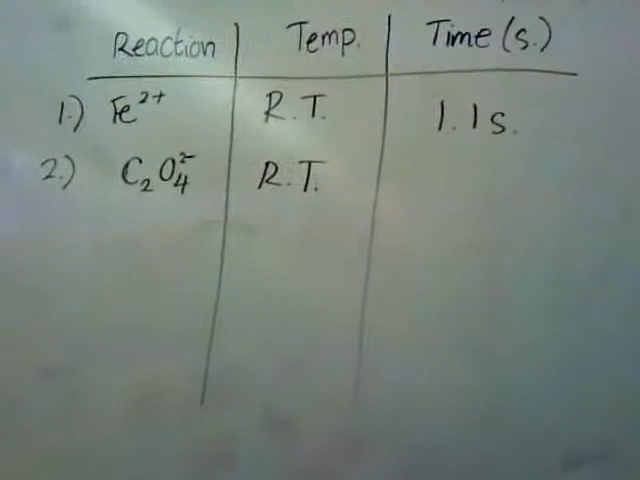 Reaction Temp. Time (s.)
1.) Fe²⁺ R.T. 1.1s.
2.) C₂O₄²⁻ R.T.